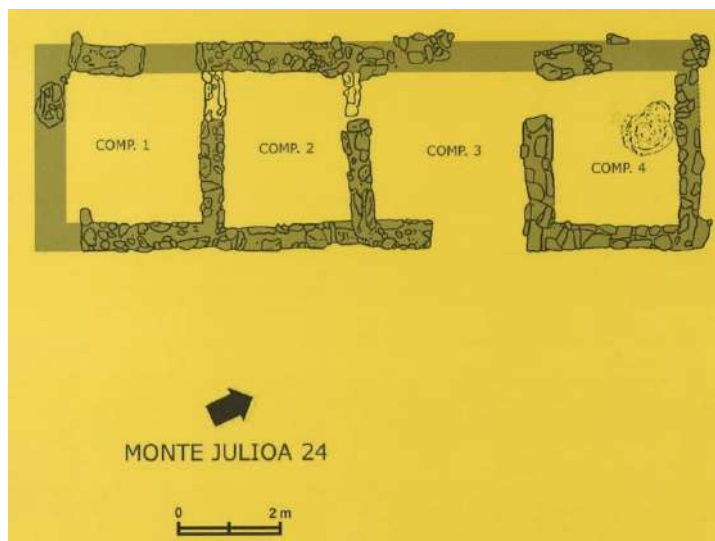 COMP. 1
COMP. 2
COMP. 3
COMP. 4
MONTE JULIOA 24
0 2 m